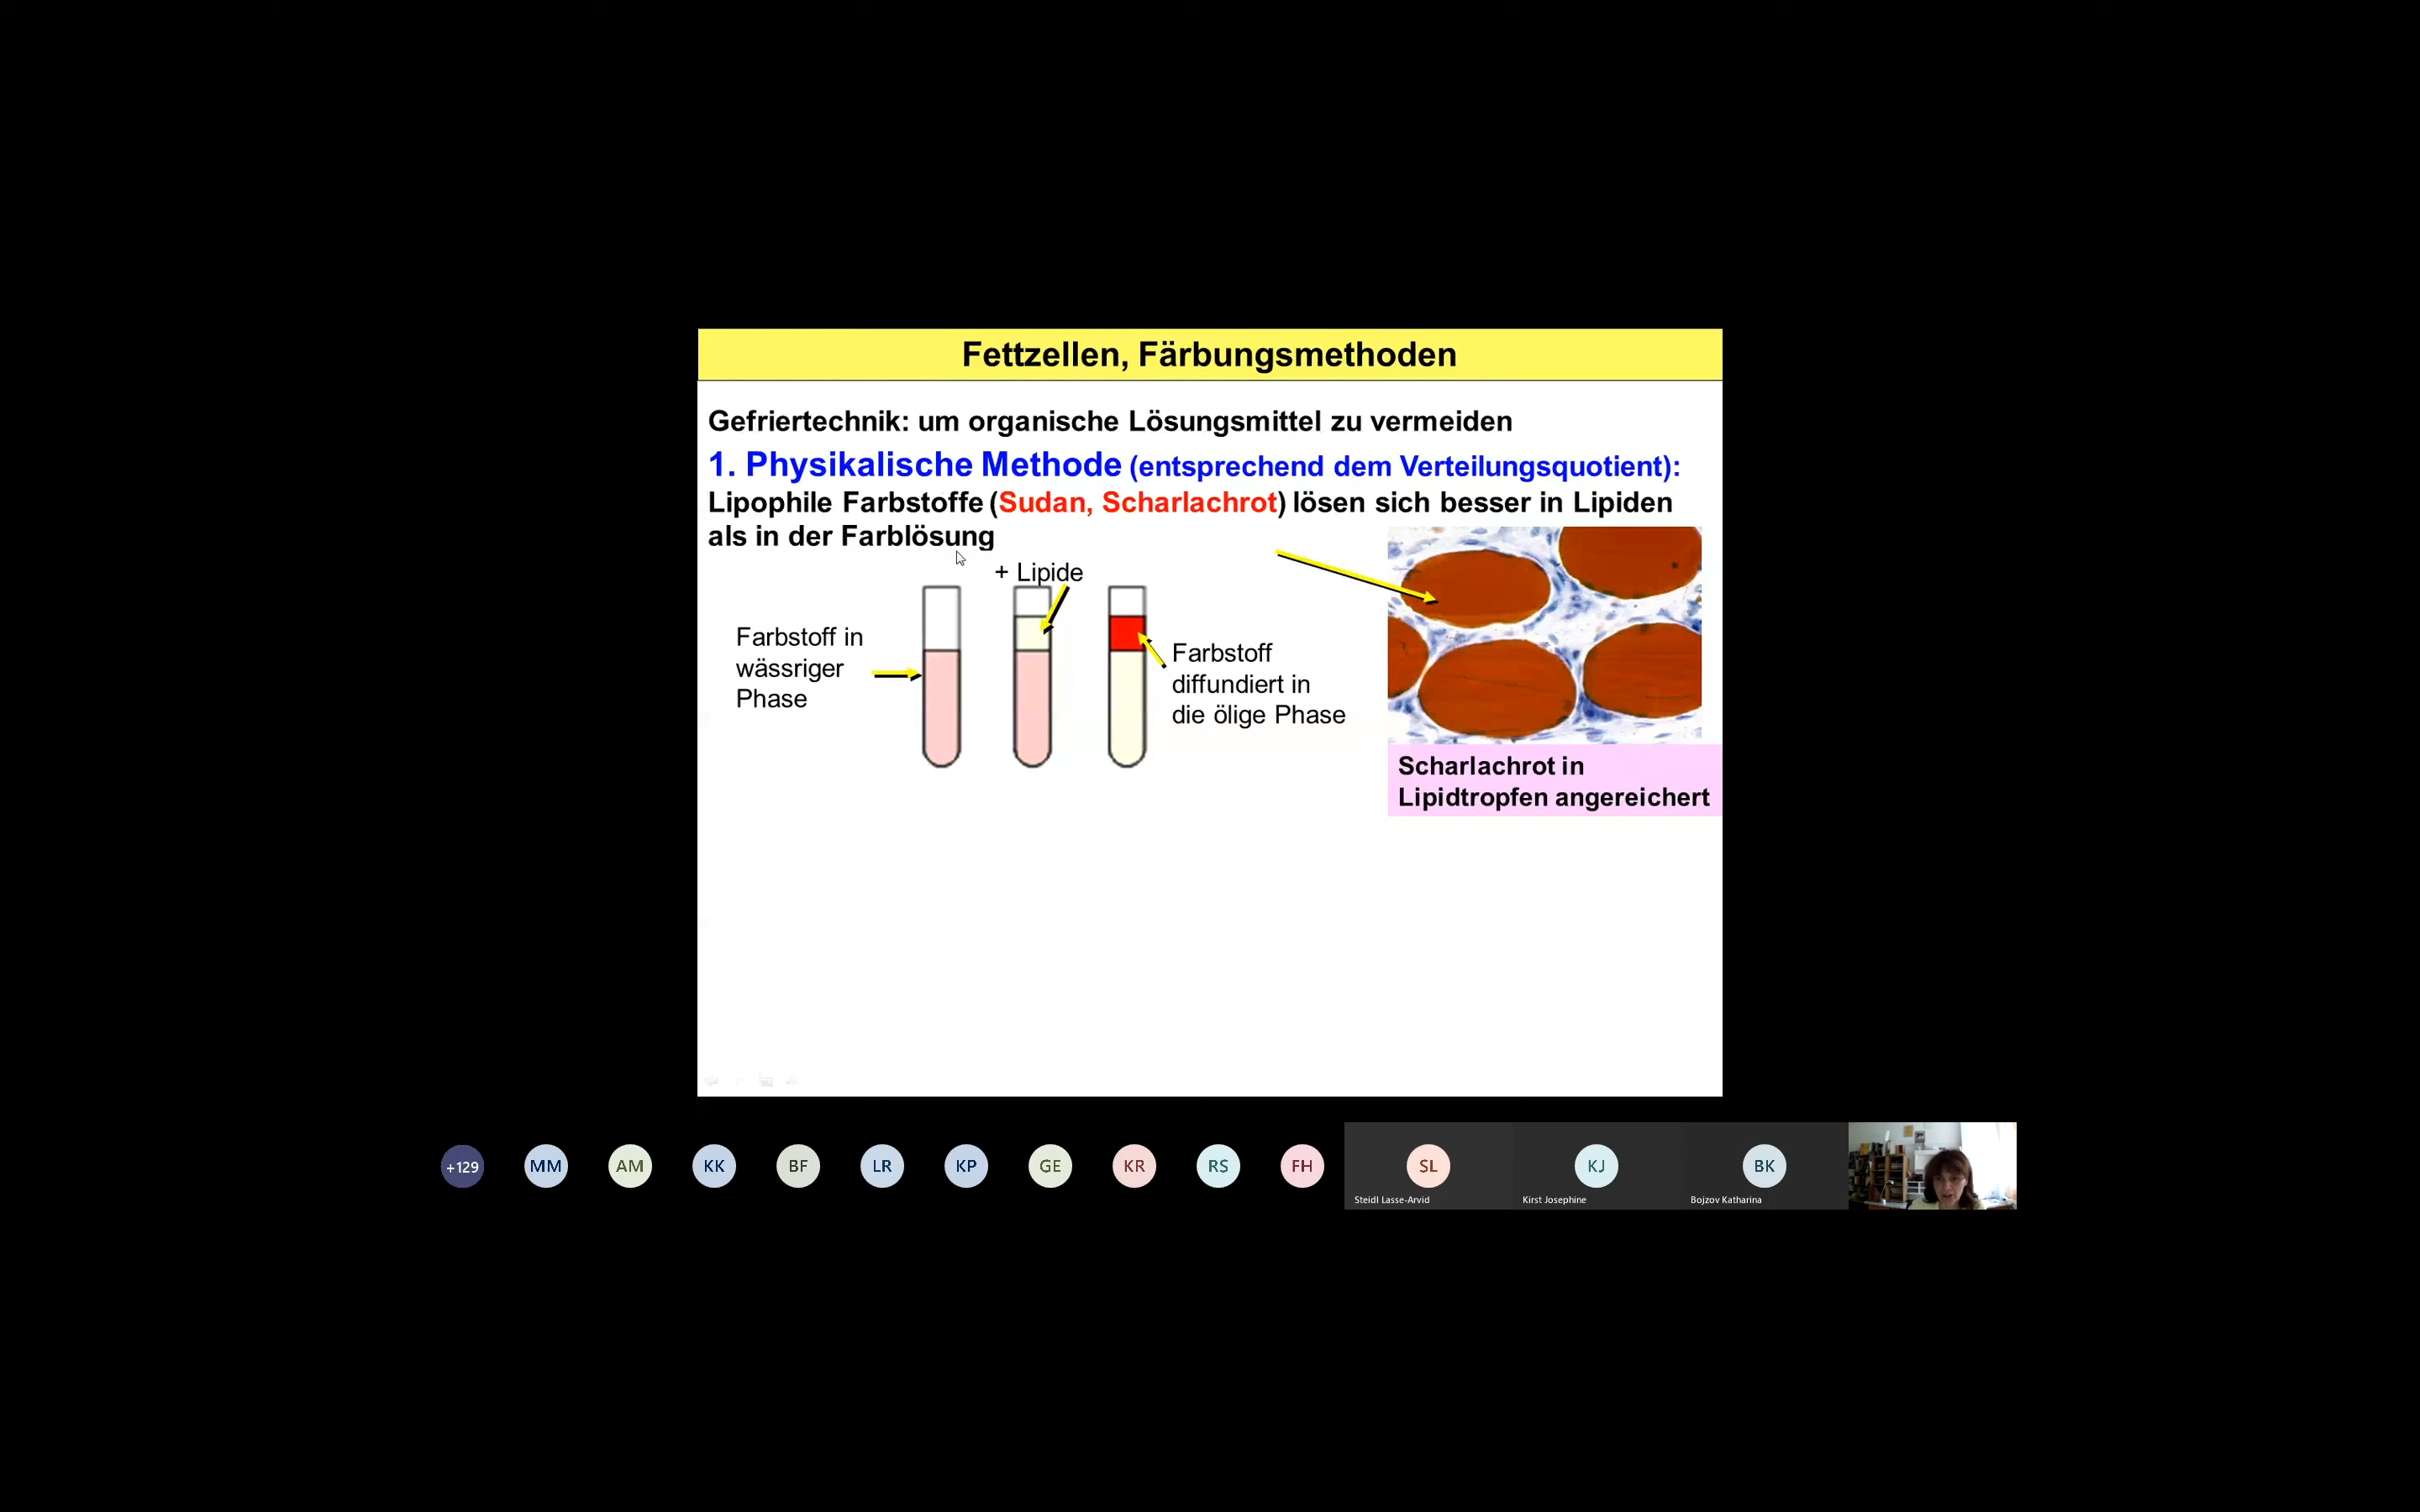 Fettzellen, Färbungsmethoden
Gefriertechnik: um organische Lösungsmittel zu vermeiden
1. Physikalische Methode (entsprechend dem Verteilungsquotient):
Lipophile Farbstoffe (Sudan, Scharlachrot) lösen sich besser in Lipiden
als in der Farblösung
+ Lipide
Farbstoff in
wässriger
Phase
Farbstoff
diffundiert in
die ölige Phase
Scharlachrot in
Lipidtropfen angereichert
+129
MM
AM
KK
BF
LR
KP
GE
KR
RS
FH
SL
KJ
BK
Steidl Lasse-Arvid
Kirst Josephine
Bojzov Katharina